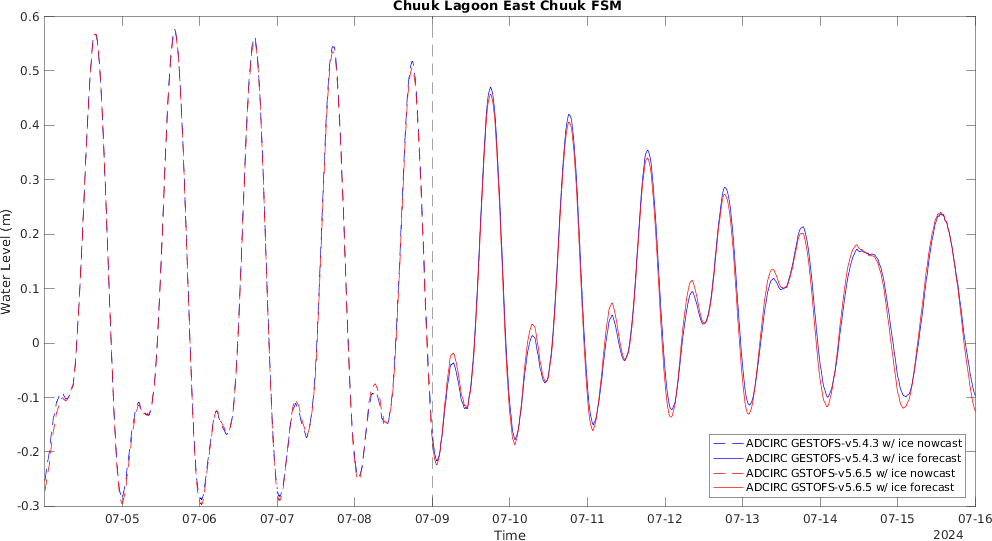 Chuuk Lagoon East Chuuk FSM
0.6
0.5
0.4
0.3
0.2
0.1
0
-0.1
-0.2
-0.3
Water Level (m)
07-05 07-06 07-07 07-08 07-09 07-10 07-11 07-12 07-13 07-14 07-15 07-16
Time
2024
ADCIRC GESTOFS-v5.4.3 w/ ice nowcast
ADCIRC GESTOFS-v5.4.3 w/ ice forecast
ADCIRC GSTOFS-v5.6.5 w/ ice nowcast
ADCIRC GSTOFS-v5.6.5 w/ ice forecast